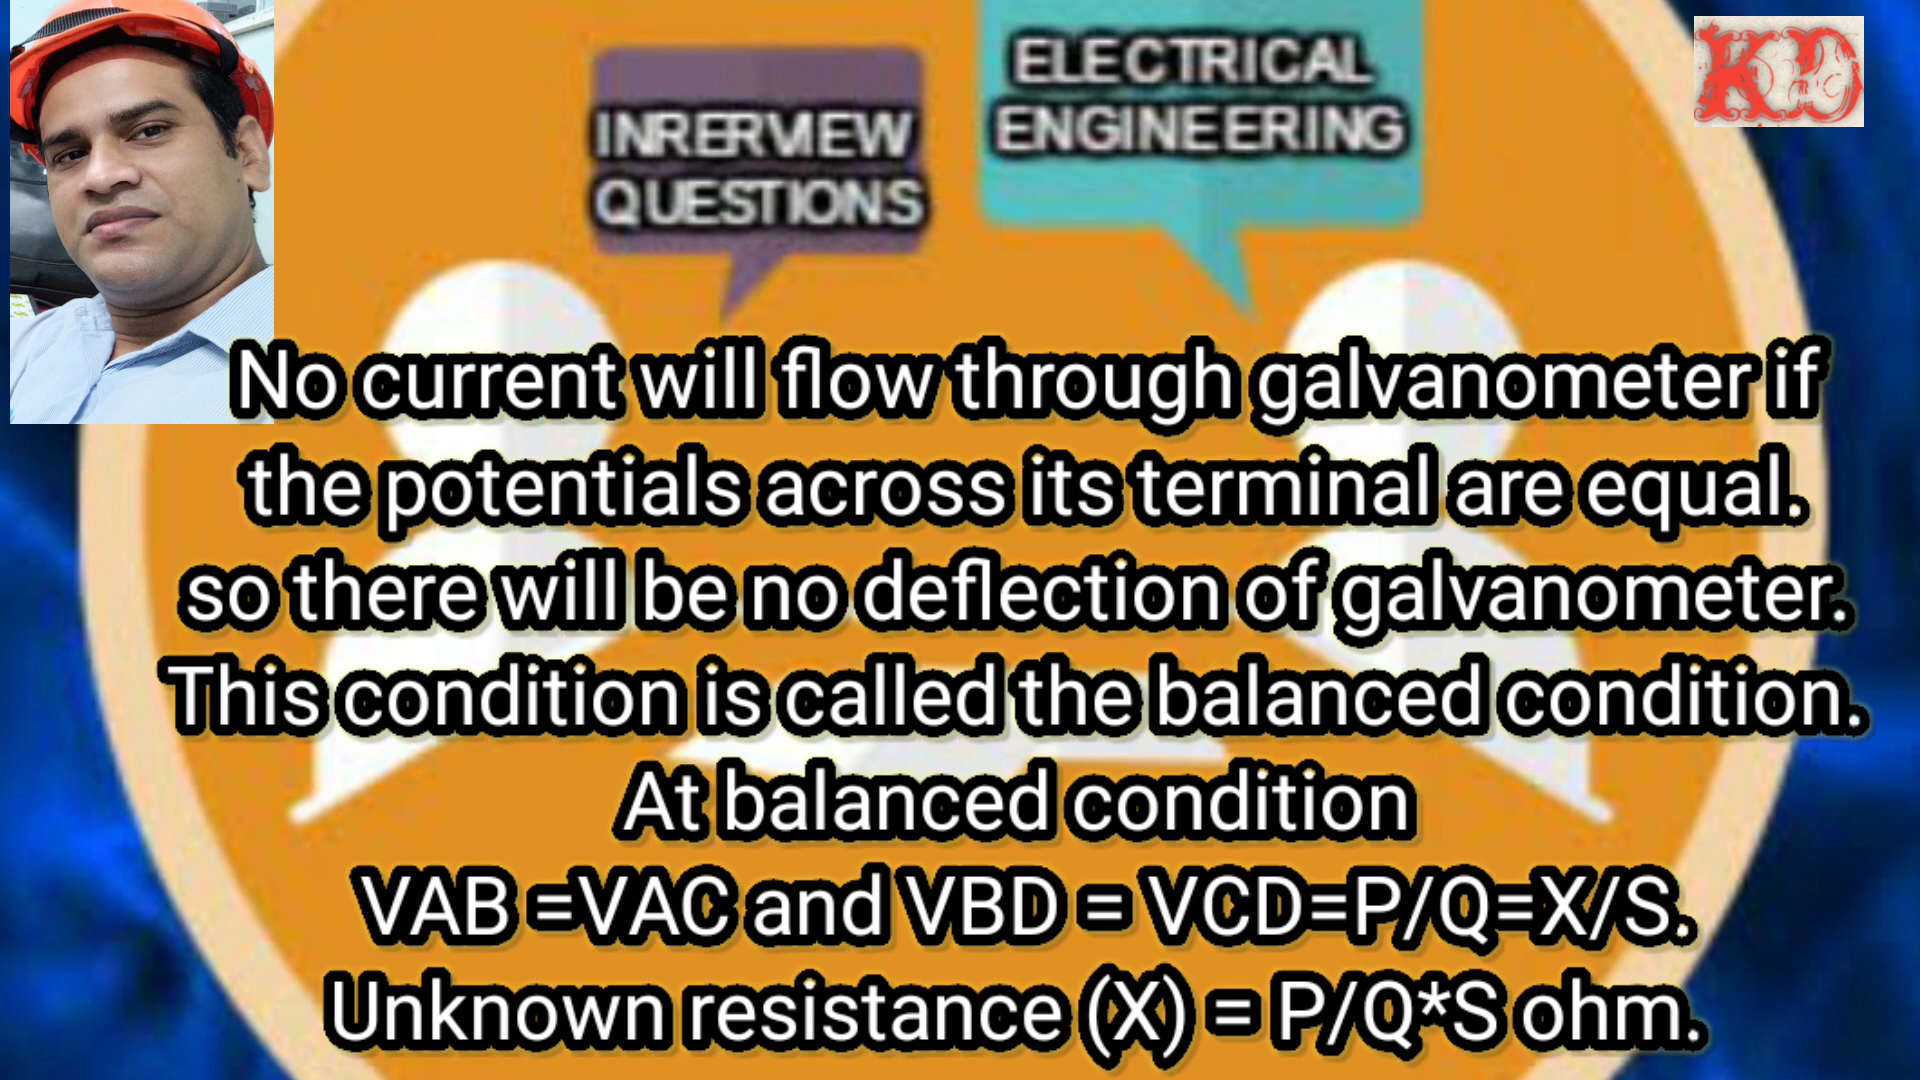 INRERVIEW
QUESTIONS
ELECTRICAL
ENGINEERING
No current will flow through galvanometer if
the potentials across its terminal are equal.
so there will be no deflection of galvanometer.
This condition is called the balanced condition.
At balanced condition
VAB =VAC and VBD = VCD=P/Q=X/S.
Unknown resistance (X) = P/Q*S ohm.